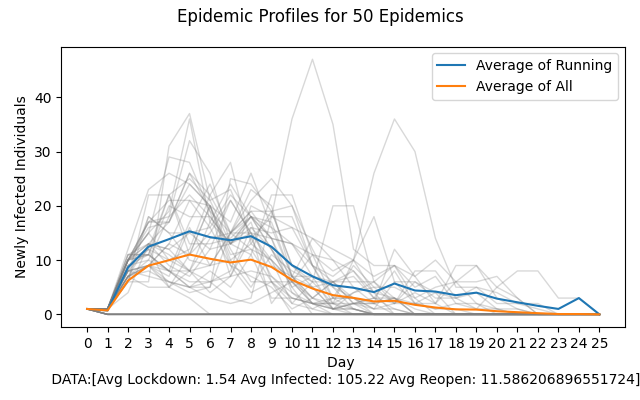 Epidemic Profiles for 50 Epidemics
Newly Infected Individuals
40
30
20
10
0
Average of Running
Average of All
0 1 2 3 4 5 6 7 8 9 10 11 12 13 14 15 16 17 18 19 20 21 22 23 24 25
Day
DATA:[Avg Lockdown: 1.54 Avg Infected: 105.22 Avg Reopen: 11.586206896551724]